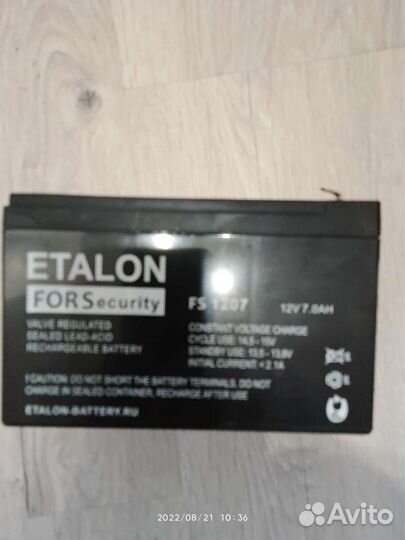 ETALON
FORSecurity
FS 1207
12V 7.0AH
VALVE REGULATED
SEALED LEAD-ACID
RECHARGEABLE BATTERY
CONSTANT VOLTAGE CHARGE
CYCLE USE: 14.5 - 15V
STANDBY USE: 13.5 - 13.8V
INITIAL CURRENT: < 2.1A
CAUTION: DO NOT SHORT THE BATTERY TERMINALS. DO NOT
CHARGE IN SEALED CONTAINER, RECHARGE AFTER USE
ETALON-BATTERY.RU
2022/08/21 10:36
Avito